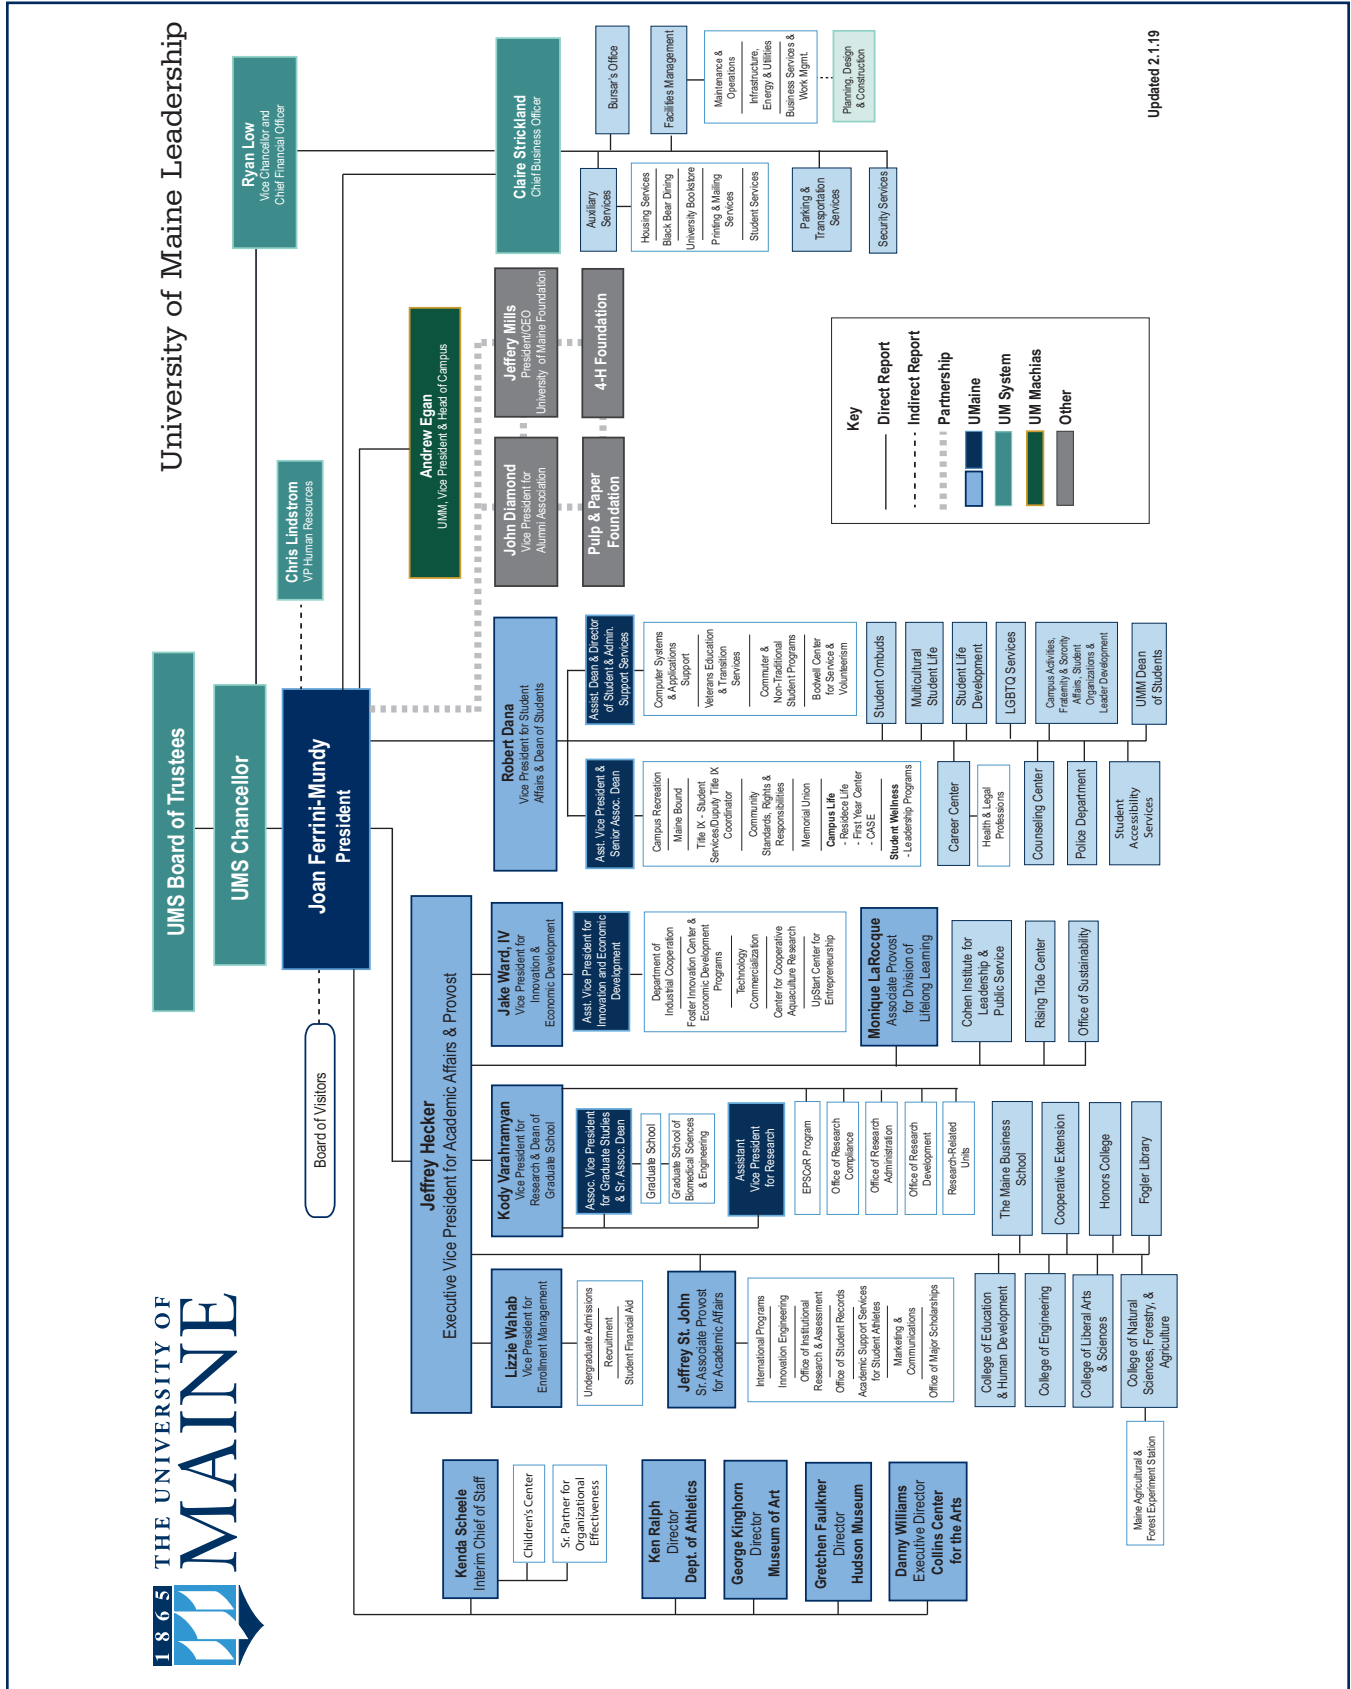 1865
THE UNIVERSITY OF
MAINE
University of Maine Leadership
UMS Board of Trustees
UMS Chancellor
Joan Ferrini-Mundy
President
Board of Visitors
Chris Lindstrom
VP Human Resources
Ryan Low
Vice Chancellor and
Chief Financial Officer
Kenda Scheele
Interim Chief of Staff
Children's Center
Sr. Partner for
Organizational
Effectiveness
Ken Ralph
Director
Dept. of Athletics
George Kinghorn
Director
Museum of Art
Gretchen Faulkner
Director
Hudson Museum
Danny Williams
Executive Director
Collins Center
for the Arts
Jeffrey Hecker
Executive Vice President for Academic Affairs & Provost
Lizzie Wahab
Vice President for
Enrollment Management
Undergraduate Admissions
Recruitment
Student Financial Aid
Jeffrey St. John
Sr. Associate Provost
for Academic Affairs
International Programs
Innovation Engineering
Office of Institutional
Research & Assessment
Office of Student Records
Academic Support Services
for Student Athletes
Marketing &
Communications
Office of Major Scholarships
College of Education
& Human Development
College of Engineering
College of Liberal Arts
& Sciences
College of Natural
Sciences, Forestry, &
Agriculture
Maine Agricultural &
Forest Experiment Station
The Maine Business
School
Cooperative Extension
Honors College
Fogler Library
Kody Varahramyan
Vice President for
Research & Dean of
Graduate School
Assoc. Vice President
for Graduate Studies
& Sr. Assoc. Dean
Graduate School
Graduate School of
Biomedical Sciences
& Engineering
Assistant
Vice President
for Research
EPSCoR Program
Office of Research
Compliance
Office of Research
Administration
Office of Research
Development
Research-Related
Units
Jake Ward, IV
Vice President for
Innovation &
Economic Development
Asst. Vice President for
Innovation and Economic
Development
Department of
Industrial Cooperation
Foster Innovation Center &
Economic Development
Programs
Technology
Commercialization
Center for Cooperative
Aquaculture Research
UpStart Center for
Entrepreneurship
Monique LaRocque
Associate Provost
for Division of
Lifelong Learning
Cohen Institute for
Leadership &
Public Service
Rising Tide Center
Office of Sustainability
Robert Dana
Vice President for Student
Affairs & Dean of Students
Asst. Vice President &
Senior Assoc. Dean
Campus Recreation
Maine Bound
Title IX - Student
Services/Duputy Title IX
Coordinator
Community
Standards, Rights &
Responsibilities
Memorial Union
Campus Life
- Residece Life
- First Year Center
- CASE
Student Wellness
- Leadership Programs
Assist. Dean & Director
of Student & Admin.
Support Services
Computer Systems
& Applications
Support
Veterans Education
& Transition
Services
Commuter &
Non-Traditional
Student Programs
Bodwell Center
for Service &
Volunteerism
Career Center
Health & Legal
Professions
Counseling Center
Police Department
Student
Accessibility
Services
Student Ombuds
Multicultural
Student Life
Student Life
Development
LGBTQ Services
Campus Activities,
Fraternity & Sorority
Affairs, Student
Organizations &
Leader Development
UMM Dean
of Students
Andrew Egan
UMM, Vice President & Head of Campus
John Diamond
Vice President for
Alumni Association
Jeffery Mills
President/CEO
University of Maine Foundation
Pulp & Paper
Foundation
4-H Foundation
Claire Strickland
Chief Business Officer
Auxiliary
Services
Housing Services
Black Bear Dining
University Bookstore
Printing & Mailing
Services
Student Services
Parking &
Transportation
Services
Security Services
Bursar's Office
Facilities Management
Maintenance &
Operations
Infrastructure,
Energy & Utilities
Business Services &
Work Mgmt.
Planning, Design
& Construction
Key
Direct Report
Indirect Report
Partnership
UMaine
UM System
UM Machias
Other
Updated 2.1.19